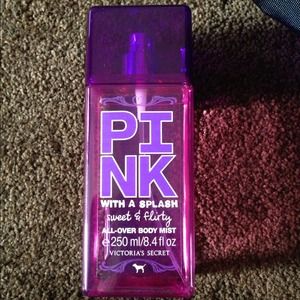 PI
NK
WITH A SPLASH
sweet & flirty
ALL-OVER BODY MIST
e 250 ml/8.4 fl oz
VICTORIA'S SECRET